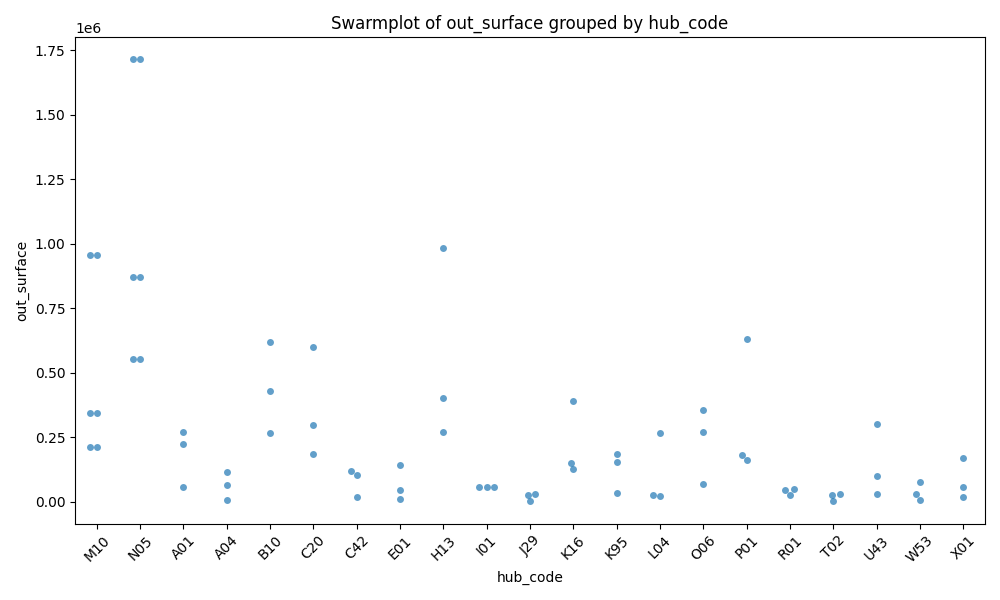 Swarmplot of out_surface grouped by hub_code
1e6
1.75
1.50
1.25
1.00
0.75
0.50
0.25
0.00
out_surface
M10 N05 A01 A04 B10 C20 C42 E01 H13 I01 J29 K16 K95 L04 O06 P01 R01 T02 U43 W53 X01
hub_code